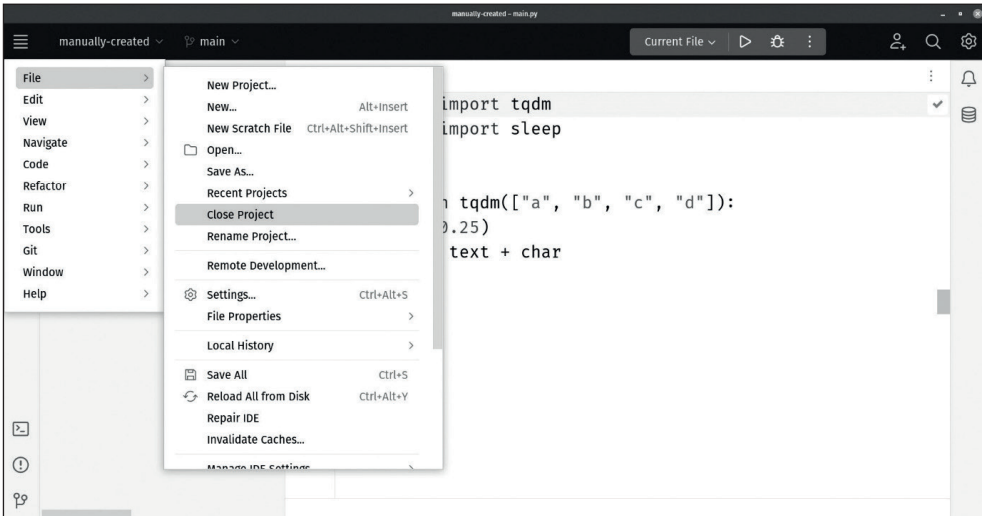 manually-created – main.py
manually-created main Current File
File
Edit
View
Navigate
Code
Refactor
Run
Tools
Git
Window
Help
New Project...
New... Alt+Insert
New Scratch File Ctrl+Alt+Shift+Insert
Open...
Save As...
Recent Projects
Close Project
Rename Project...
Remote Development...
Settings... Ctrl+Alt+S
File Properties
Local History
Save All Ctrl+S
Reload All from Disk Ctrl+Alt+Y
Repair IDE
Invalidate Caches...
Manage IDE Settings
import tqdm
import sleep
tqdm(["a", "b", "c", "d"]):
.25)
text + char